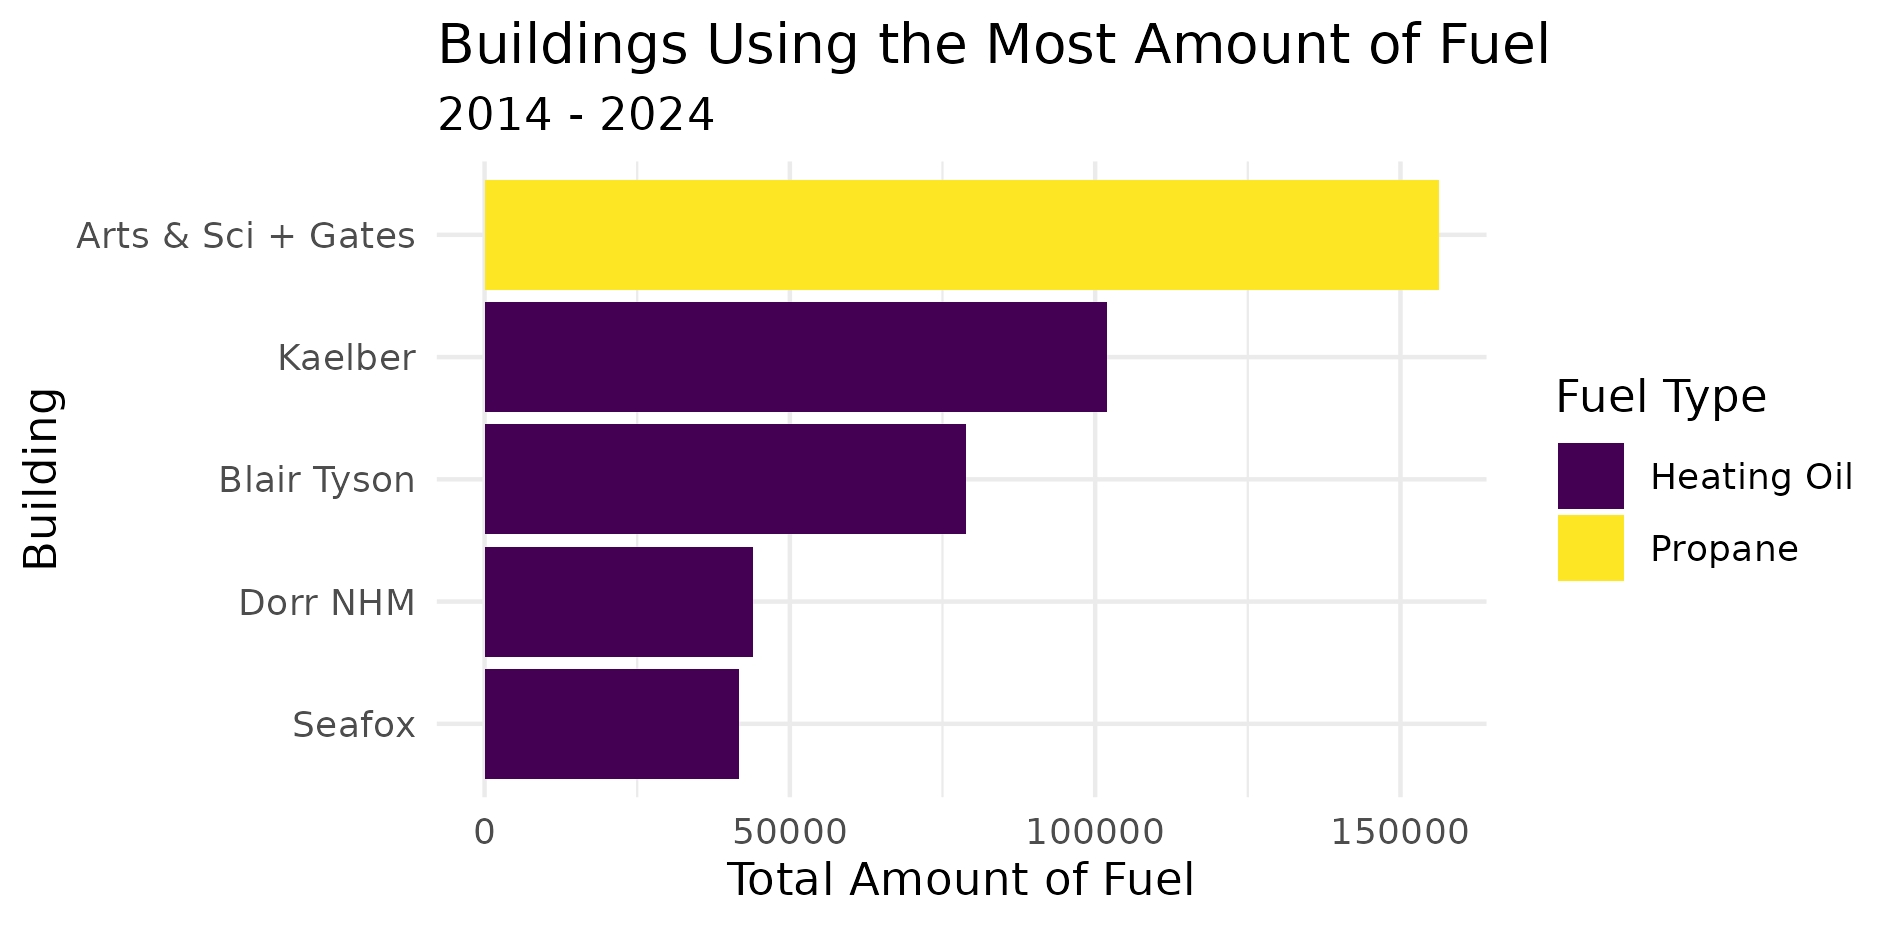 Buildings Using the Most Amount of Fuel
2014 - 2024
Building
Arts & Sci + Gates
Kaelber
Blair Tyson
Dorr NHM
Seafox
0 50000 100000 150000
Total Amount of Fuel
Fuel Type
Heating Oil
Propane